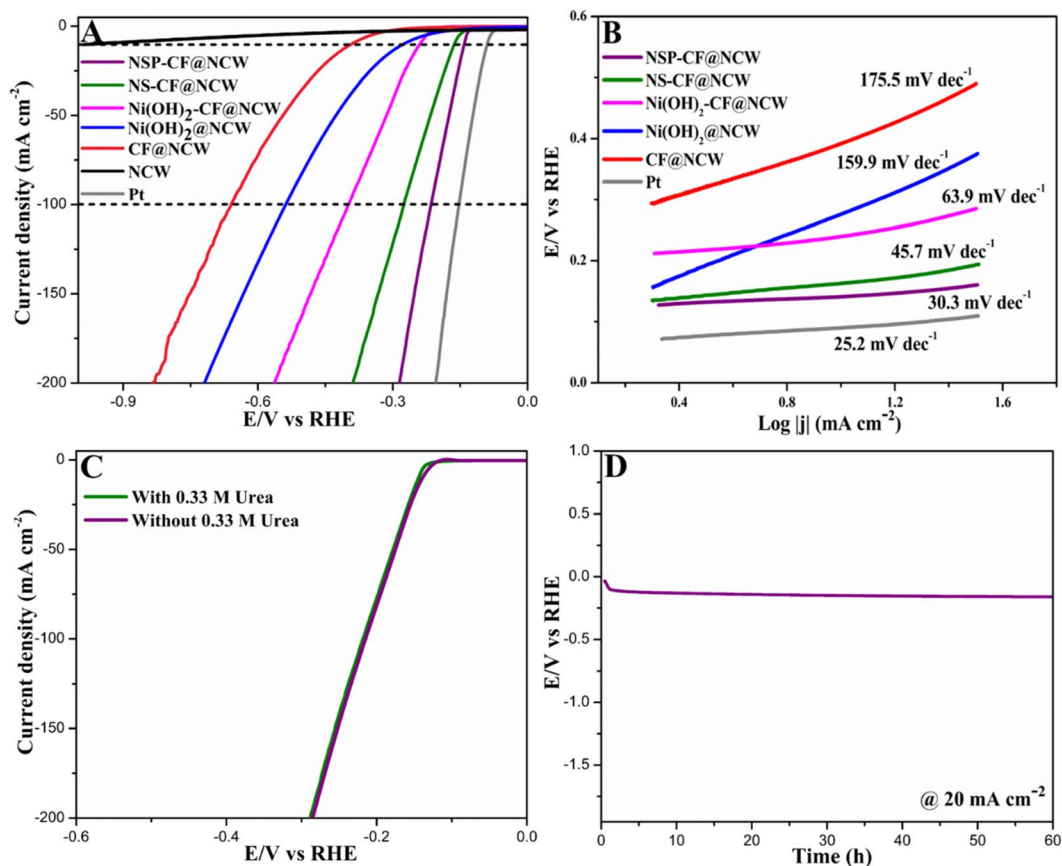 A
NSP-CF@NCW
NS-CF@NCW
Ni(OH)₂-CF@NCW
Ni(OH)₂@NCW
CF@NCW
NCW
Pt
Current density (mA cm⁻²)
0
-50
-100
-150
-200
-0.9
-0.6
-0.3
0.0
E/V vs RHE
B
NSP-CF@NCW
NS-CF@NCW
Ni(OH)₂-CF@NCW
Ni(OH)₂@NCW
CF@NCW
Pt
175.5 mV dec⁻¹
159.9 mV dec⁻¹
63.9 mV dec⁻¹
45.7 mV dec⁻¹
30.3 mV dec⁻¹
25.2 mV dec⁻¹
E/V vs RHE
0.6
0.4
0.2
0.0
0.4
0.8
1.2
1.6
Log |j| (mA cm⁻²)
C
With 0.33 M Urea
Without 0.33 M Urea
Current density (mA cm⁻²)
0
-50
-100
-150
-200
-0.6
-0.4
-0.2
0.0
E/V vs RHE
D
E/V vs RHE
1.0
0.5
0.0
-0.5
-1.0
-1.5
@ 20 mA cm⁻²
0
10
20
30
40
50
60
Time (h)